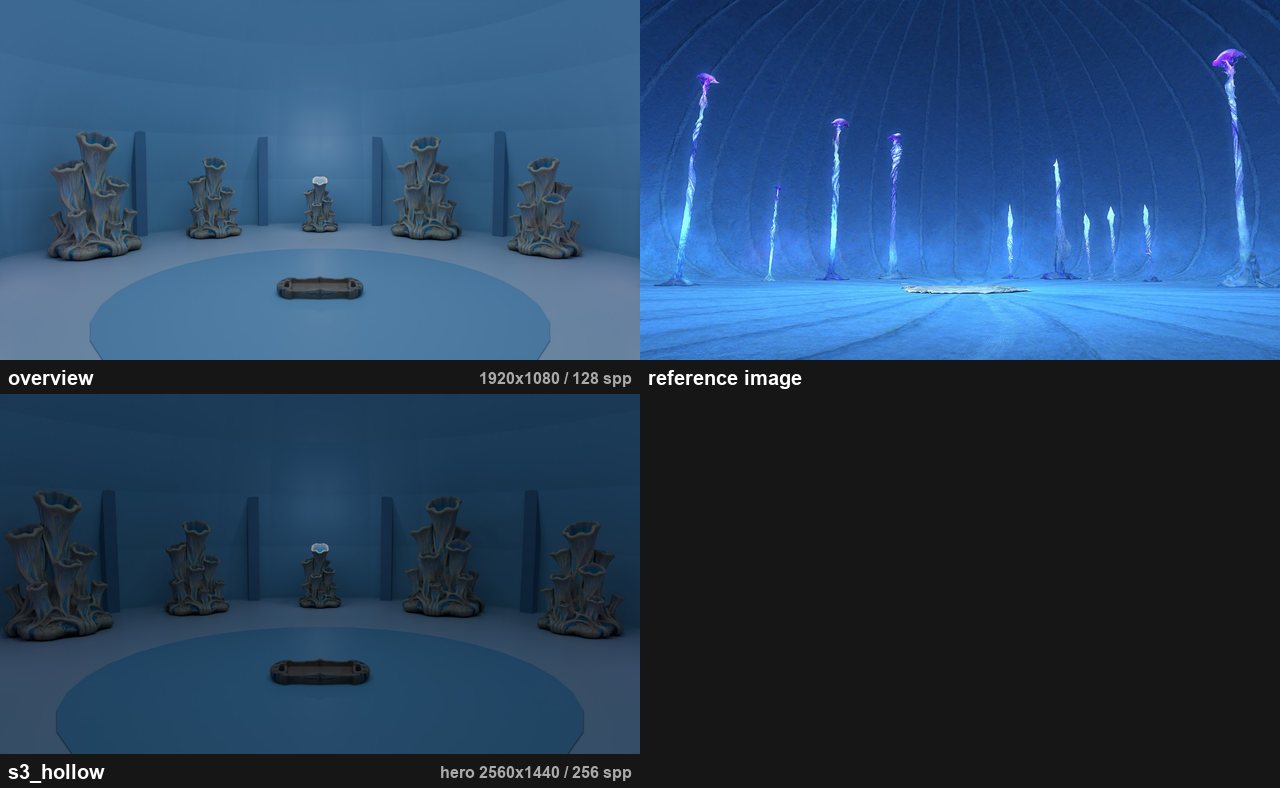 overview
1920x1080 / 128 spp
reference image
s3_hollow
hero 2560x1440 / 256 spp